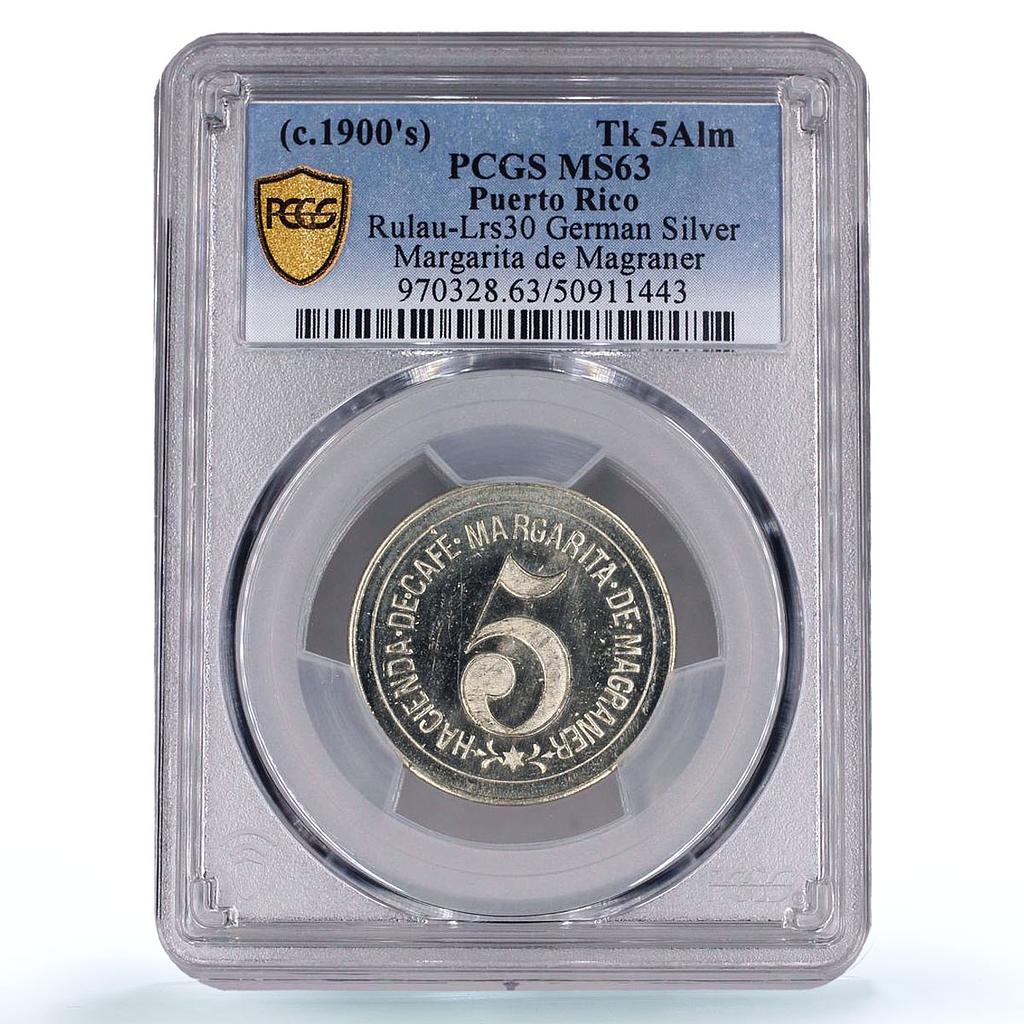 (c.1900's) Tk 5Alm
PCGS MS63
Puerto Rico
PCGS
Rulau-Lrs30 German Silver
Margarita de Magraner
970328.63/50911443
HACIENDA·DE·CAFÉ·MARGARITA·DE·MAGRANER
5